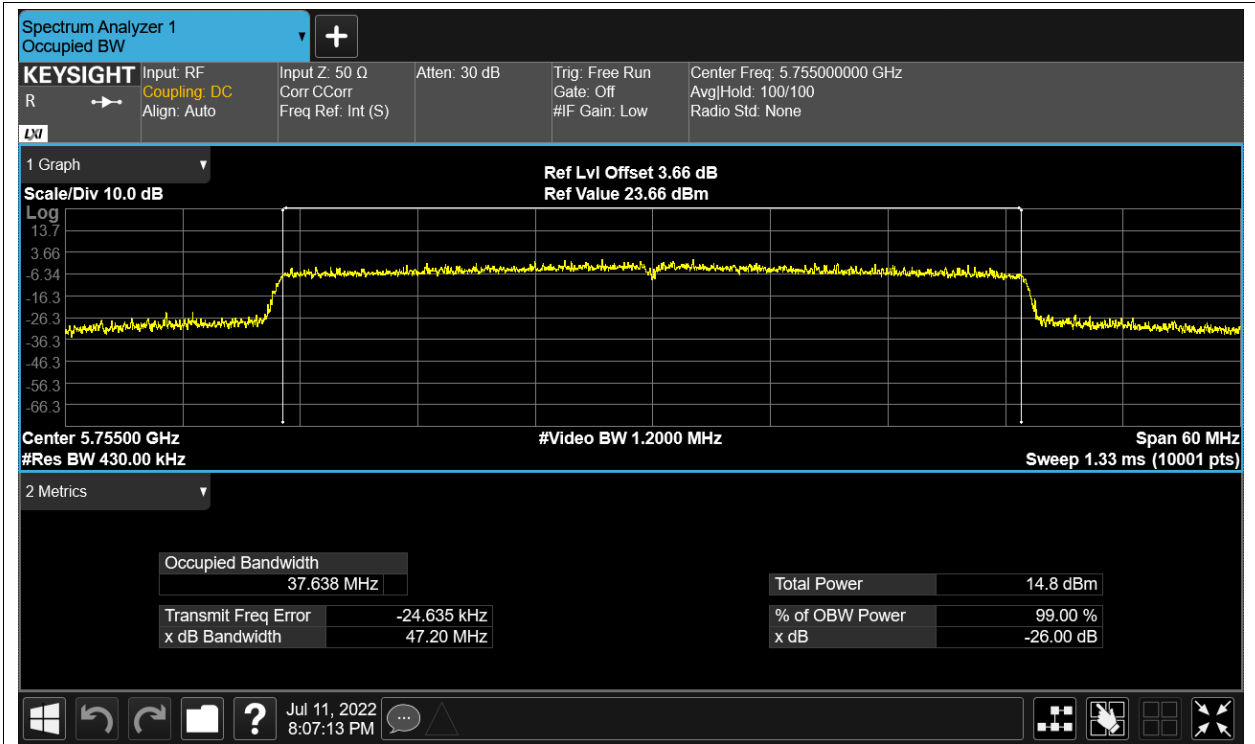 Spectrum Analyzer 1
Occupied BW
KEYSIGHT
R
LXI
Input: RF
Coupling: DC
Align: Auto
Input Z: 50 Ω
Corr CCorr
Freq Ref: Int (S)
Atten: 30 dB
Trig: Free Run
Gate: Off
#IF Gain: Low
Center Freq: 5.755000000 GHz
Avg|Hold: 100/100
Radio Std: None
1 Graph
Scale/Div 10.0 dB
Ref Lvl Offset 3.66 dB
Ref Value 23.66 dBm
Log
13.7
3.66
-6.34
-16.3
-26.3
-36.3
-46.3
-56.3
-66.3
Center 5.75500 GHz
#Res BW 430.00 kHz
#Video BW 1.2000 MHz
Span 60 MHz
Sweep 1.33 ms (10001 pts)
2 Metrics
Occupied Bandwidth
37.638 MHz
Transmit Freq Error -24.635 kHz
x dB Bandwidth 47.20 MHz
Total Power 14.8 dBm
% of OBW Power 99.00 %
x dB -26.00 dB
?
Jul 11, 2022
8:07:13 PM